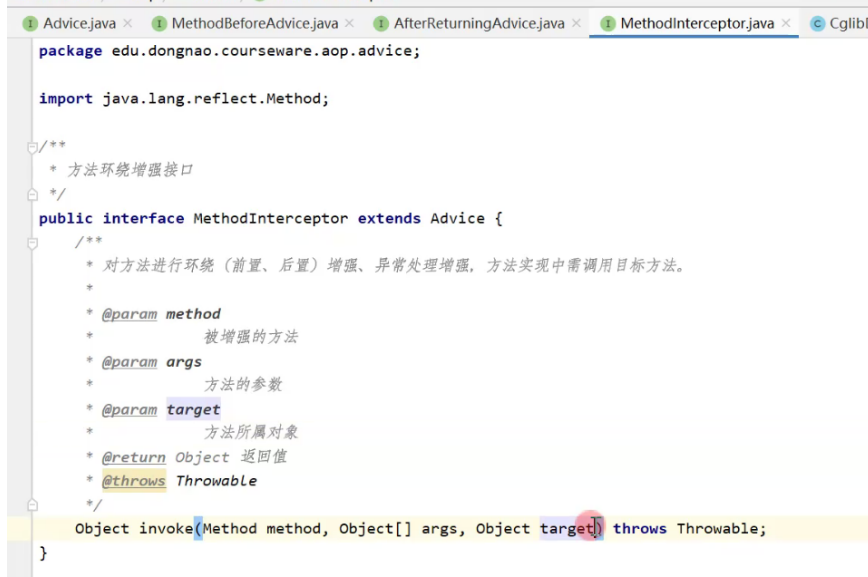 Advice.java × MethodBeforeAdvice.java × AfterReturningAdvice.java × MethodInterceptor.java ×
package edu.dongnao.courseware.aop.advice;
import java.lang.reflect.Method;
/**
* 方法环绕增强接口
*/
public interface MethodInterceptor extends Advice {
/**
* 对方法进行环绕（前置、后置）增强、异常处理增强，方法实现中需调用目标方法。
*
* @param method
* 被增强的方法
* @param args
* 方法的参数
* @param target
* 方法所属对象
* @return Object 返回值
* @throws Throwable
*/
Object invoke(Method method, Object[] args, Object target) throws Throwable;
}